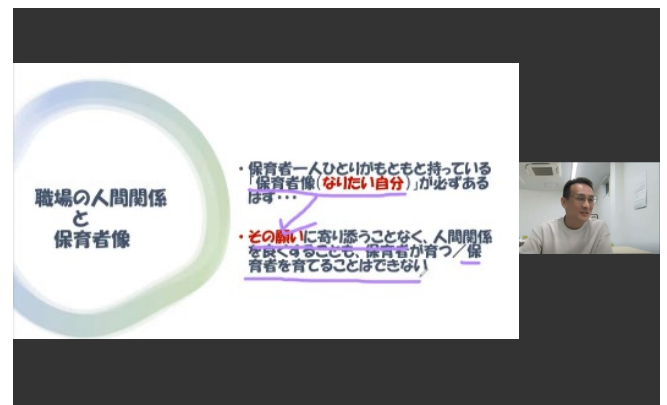 職場の人間関係
と
保育者像
・保育者一人ひとりがもともと持っている
「保育者像(なりたい自分)」が必ずある
はず・・・
・その願いに寄り添うことなく、人間関係
を良くすることも、保育者が育つ/保
育者を育てることはできない